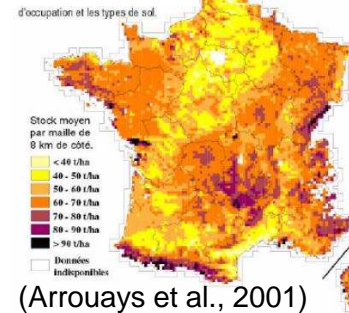 d'occupation et les types de sol.
Stock moyen
par maille de
8 km de côté.
< 40 t/ha
40 - 50 t/ha
50 - 60 t/ha
60 - 70 t/ha
70 - 80 t/ha
80 - 90 t/ha
> 90 t/ha
Données
indisponibles
(Arrouays et al., 2001)